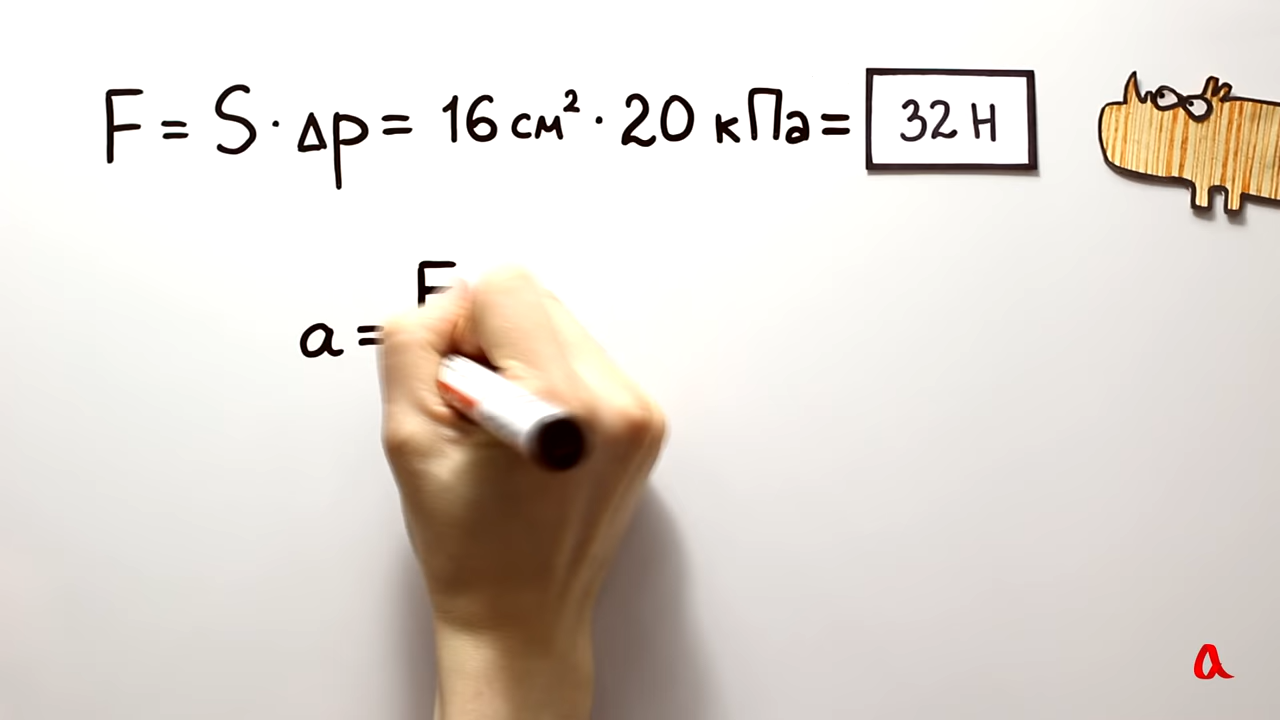 F = S · Δp = 16 см² · 20 кПа = 32 Н
a = F
a